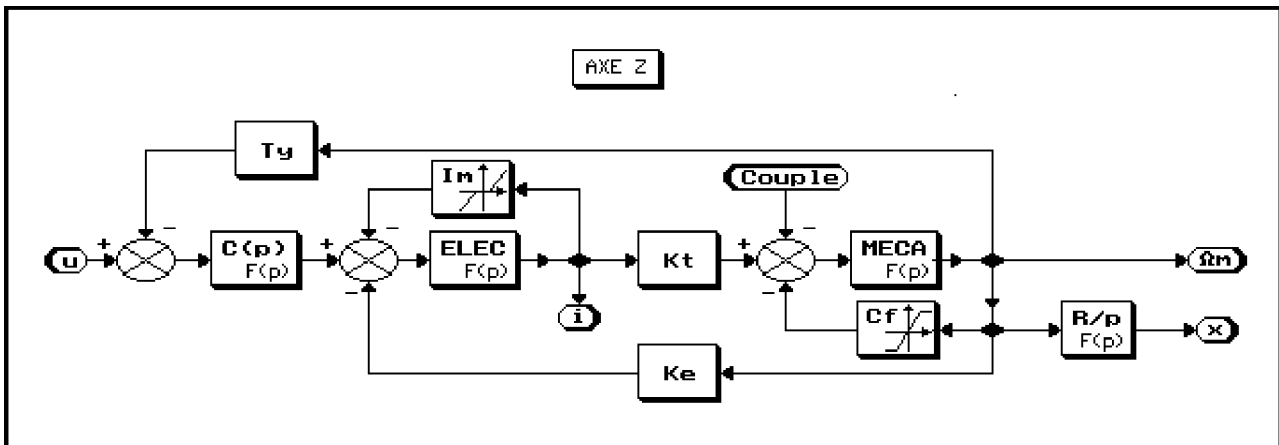 AXE Z
Ty
Im
Couple
u
+
−
C(p)
F(p)
+
−
−
ELEC
F(p)
i
Kt
+
−
−
MECA
F(p)
Ωm
Cf
R/p
F(p)
x
Ke